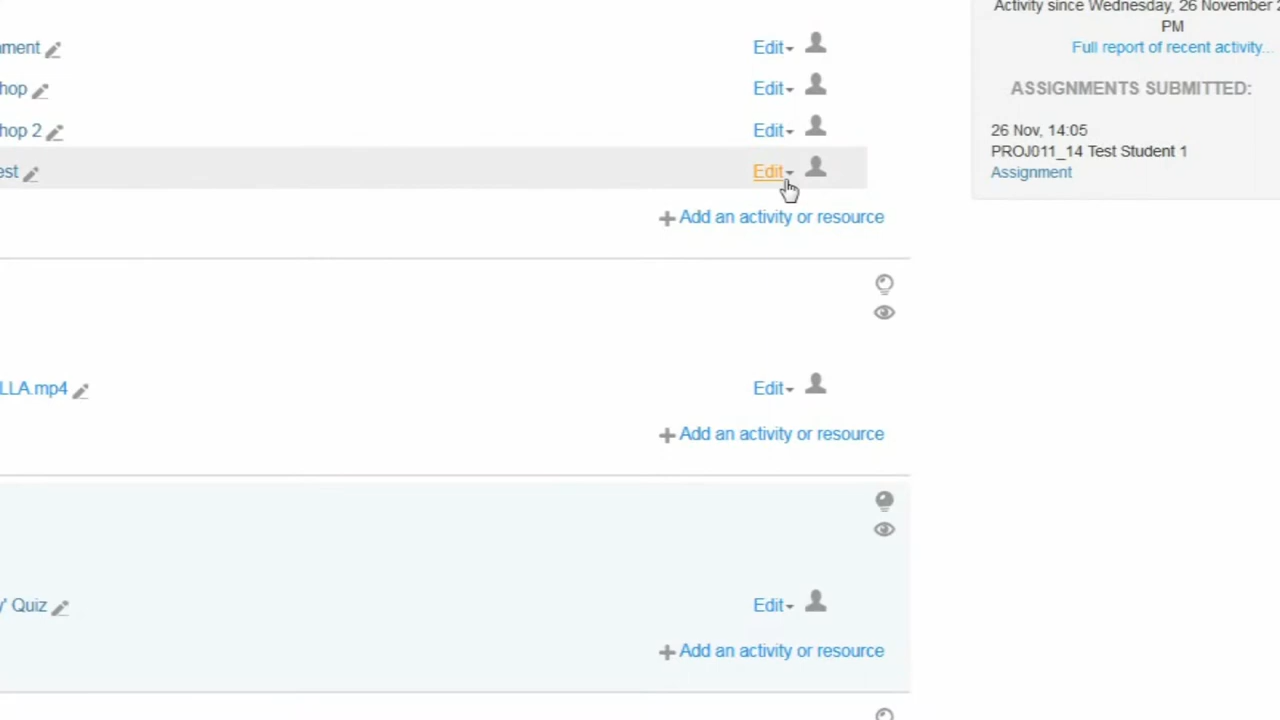 Activity since Wednesday, 26 November
PM
Full report of recent activity...
ASSIGNMENTS SUBMITTED:
26 Nov, 14:05
PROJ011_14 Test Student 1
Assignment
nment Edit
hop Edit
hop 2 Edit
est Edit
Add an activity or resource
LLA.mp4 Edit
Add an activity or resource
y' Quiz Edit
Add an activity or resource